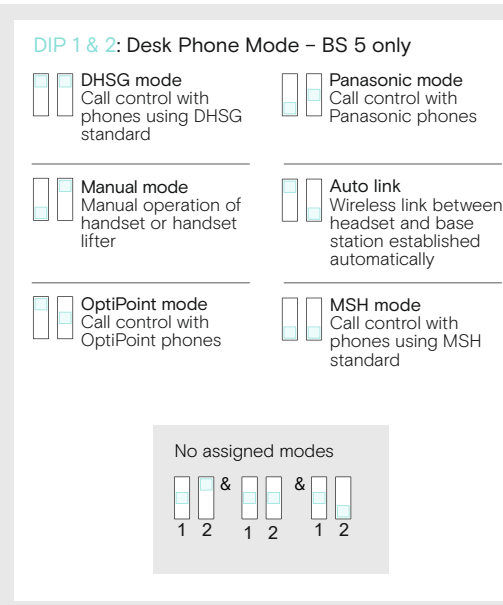 DIP 1 & 2: Desk Phone Mode – BS 5 only
DHSG mode
Call control with
phones using DHSG
standard
Panasonic mode
Call control with
Panasonic phones
Manual mode
Manual operation of
handset or handset
lifter
Auto link
Wireless link between
headset and base
station established
automatically
OptiPoint mode
Call control with
OptiPoint phones
MSH mode
Call control with
phones using MSH
standard
No assigned modes
& &
1 2 1 2 1 2